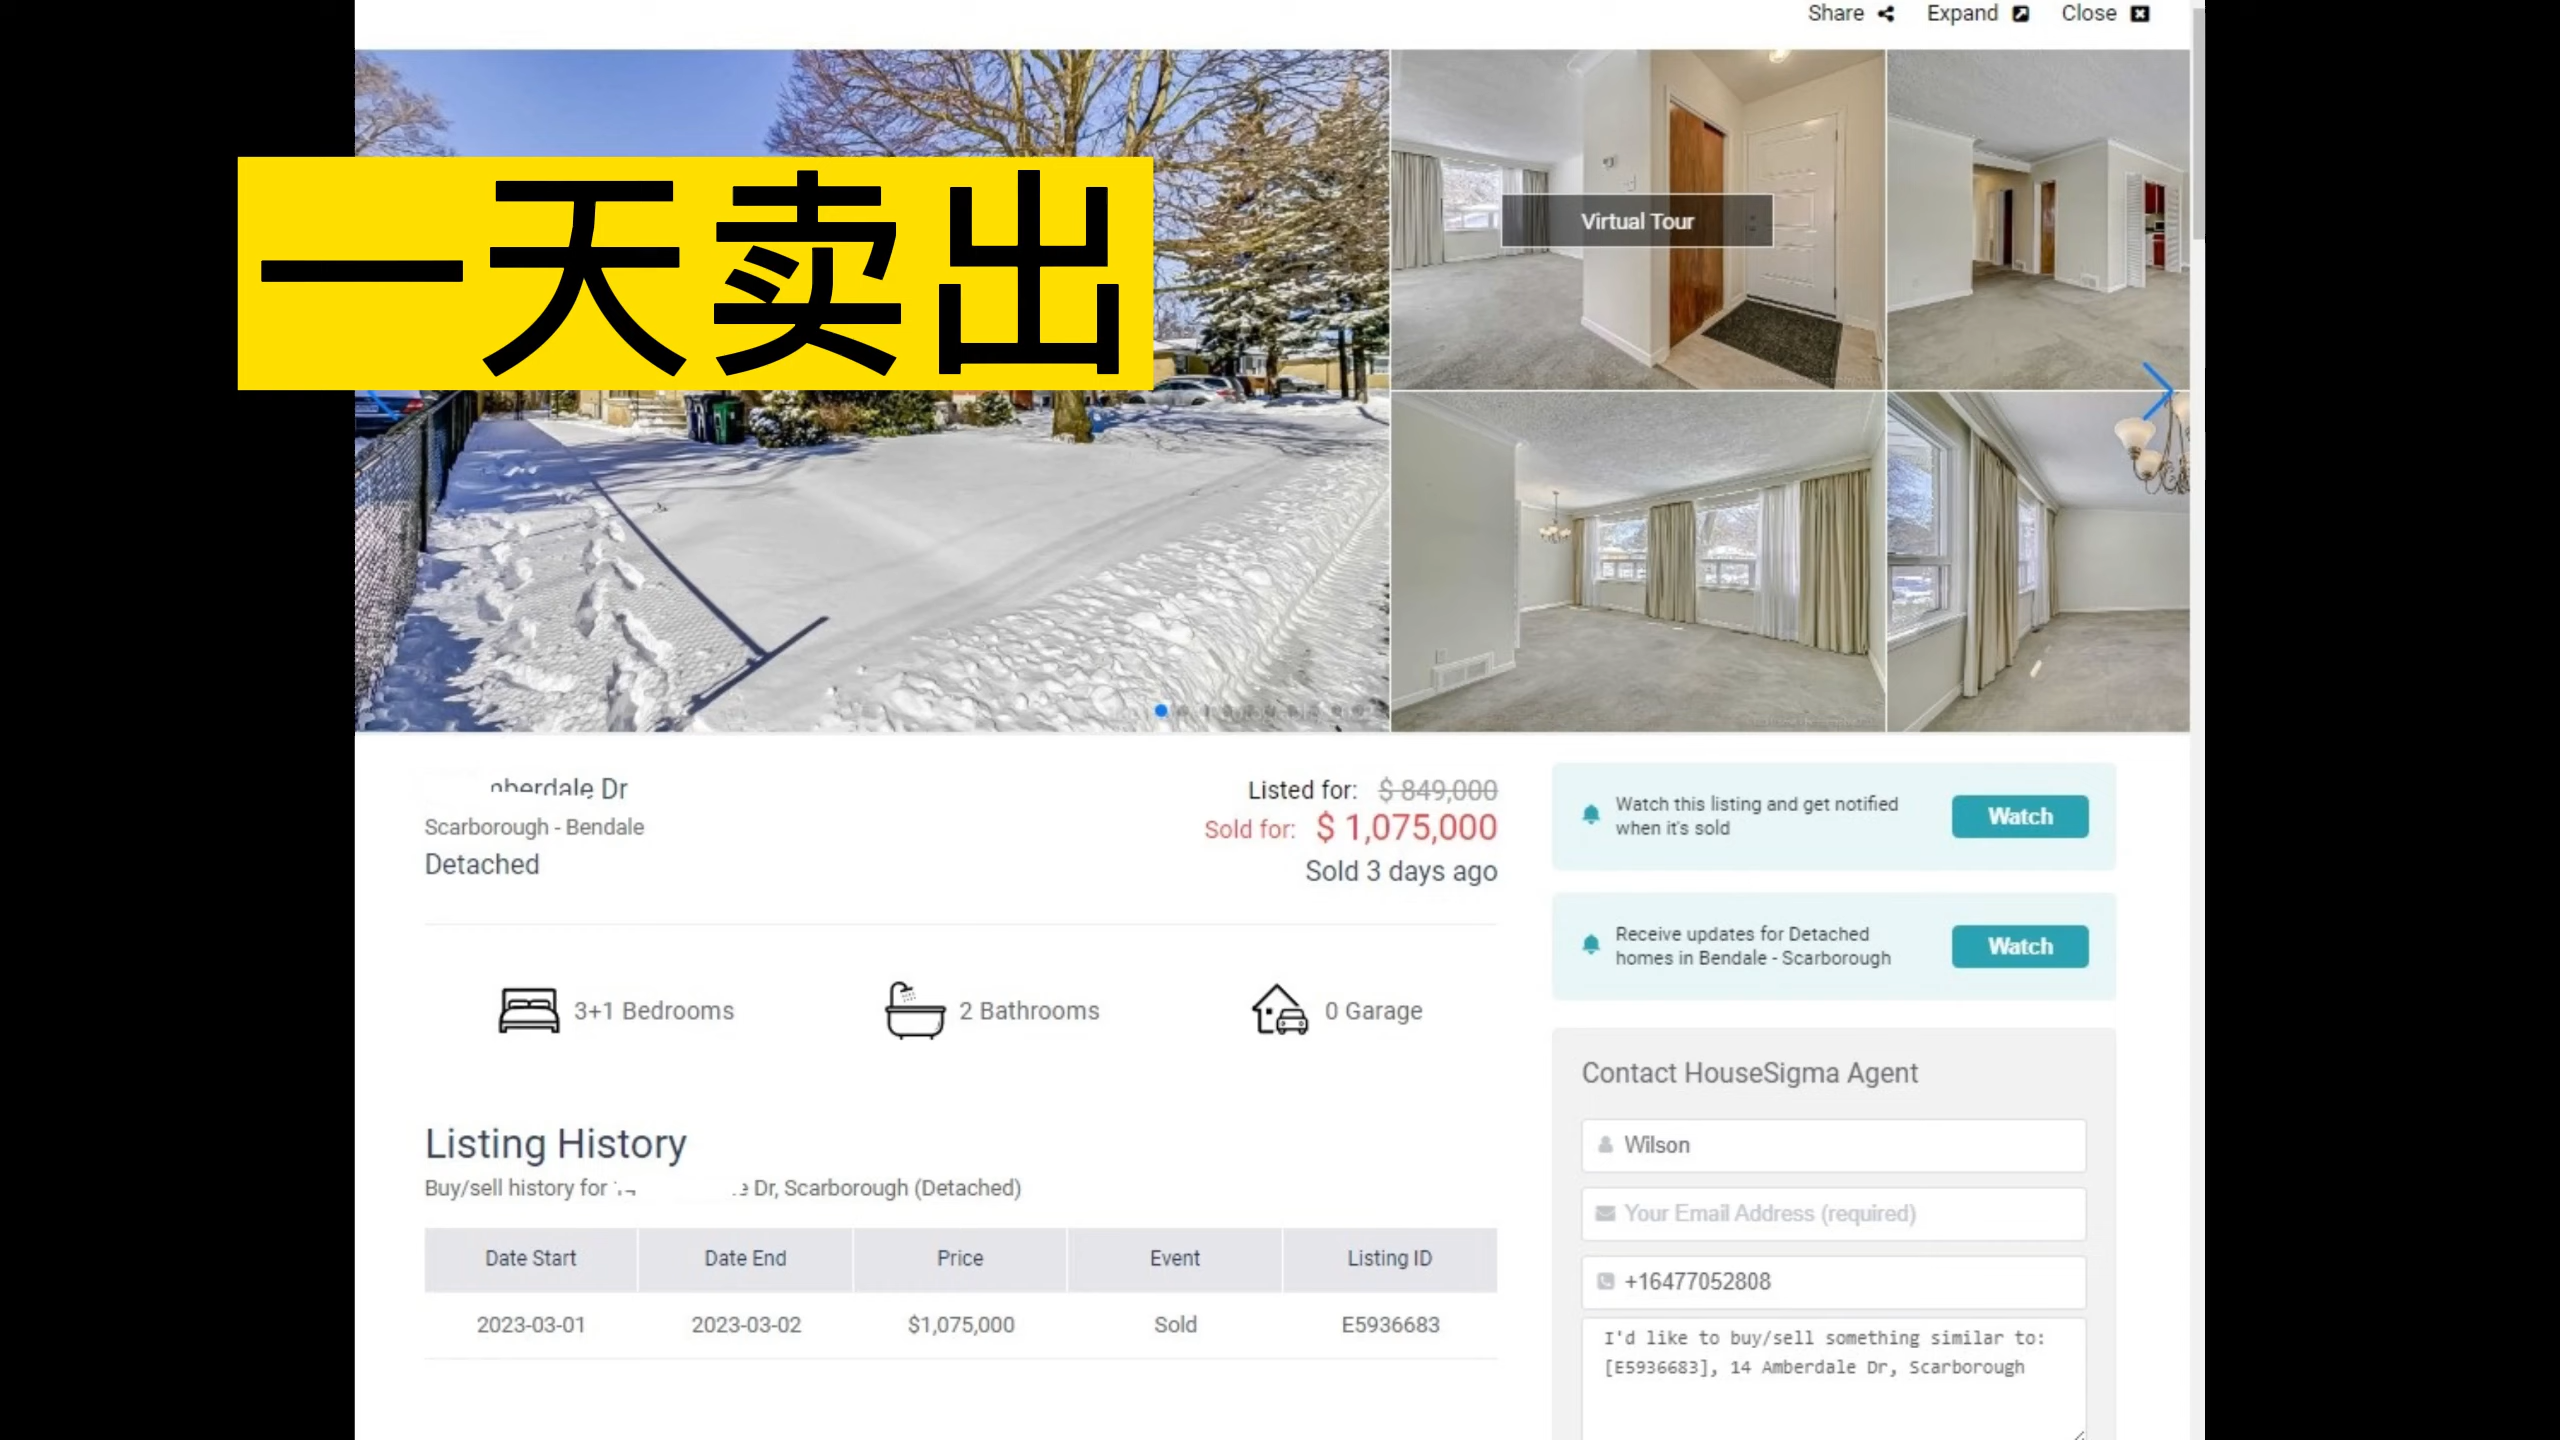 Share
Expand
Close
一天卖出
Virtual Tour
Dr
Scarborough - Bendale
Detached
Listed for: $ 849,000
Sold for: $ 1,075,000
Sold 3 days ago
3+1 Bedrooms
2 Bathrooms
0 Garage
Listing History
Buy/sell history for
Dr, Scarborough (Detached)
Date Start
Date End
Price
Event
Listing ID
2023-03-01
2023-03-02
$1,075,000
Sold
E5936683
Watch this listing and get notified
when it's sold
Watch
Receive updates for Detached
homes in Bendale - Scarborough
Watch
Contact HouseSigma Agent
Wilson
Your Email Address (required)
+16477052808
I'd like to buy/sell something similar to:
[E5936683], 14 Amberdale Dr, Scarborough